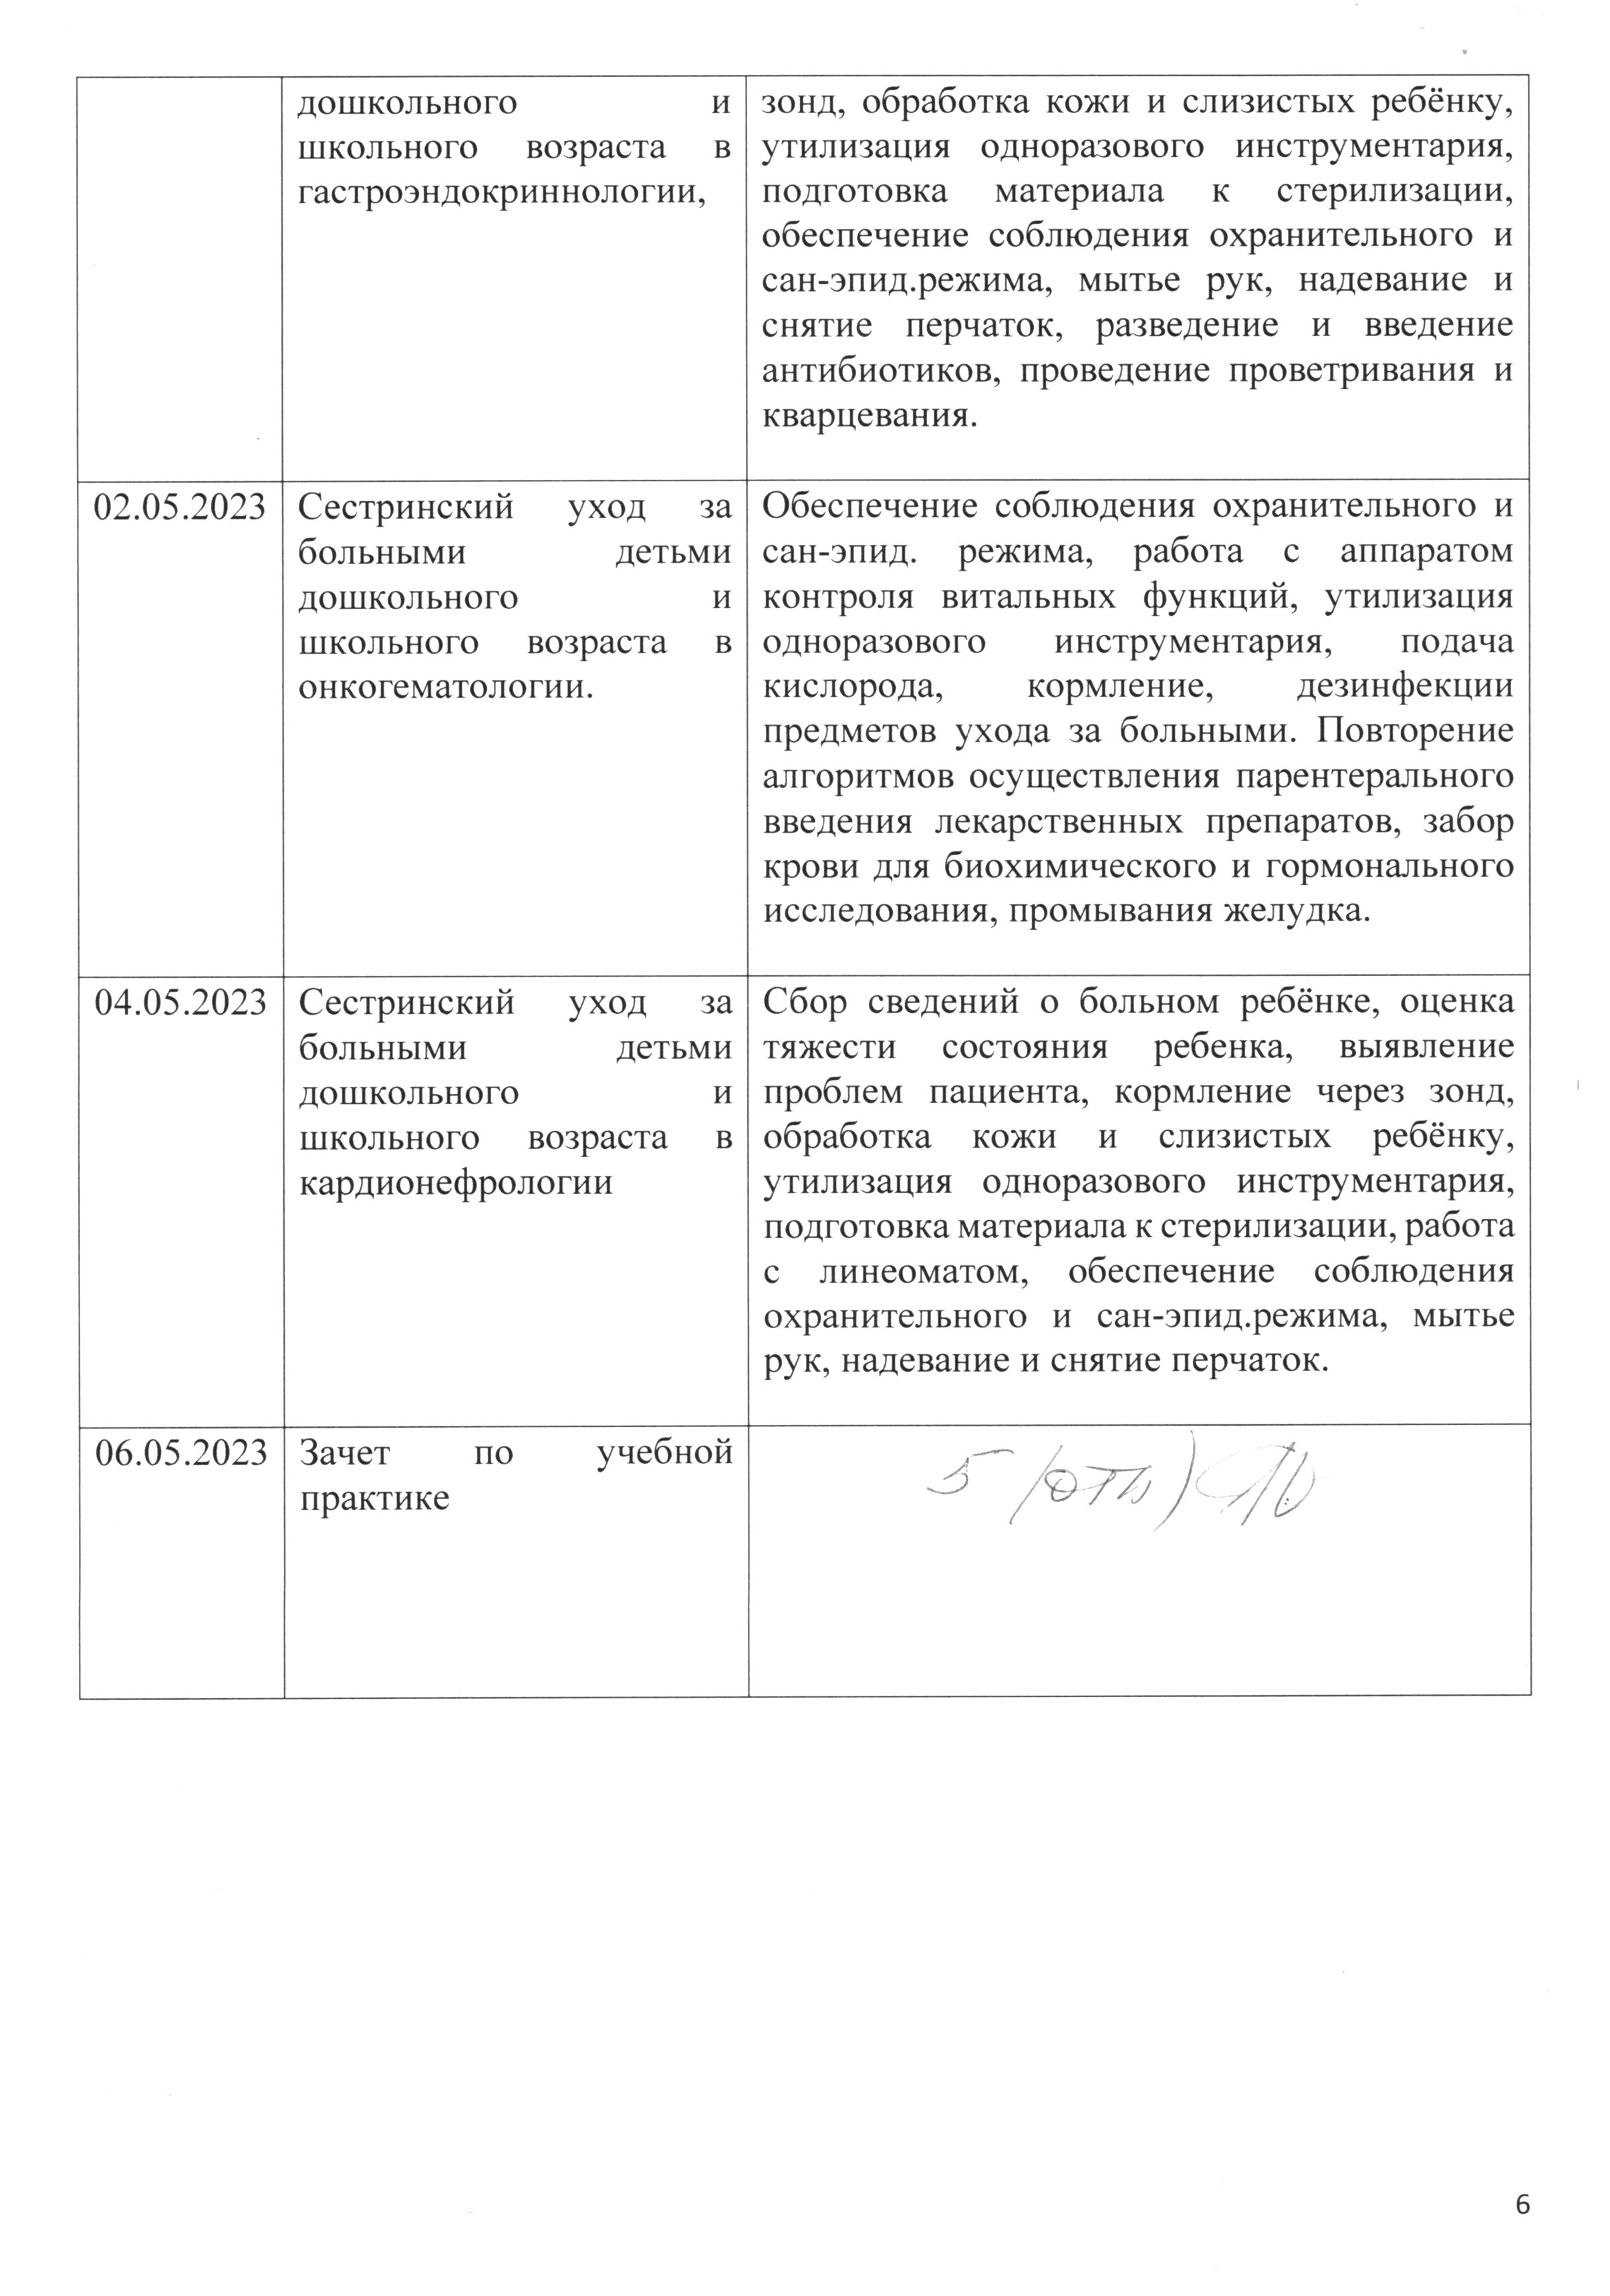 дошкольного и
школьного возраста в
гастроэндокриннологии,
зонд, обработка кожи и слизистых ребёнку,
утилизация одноразового инструментария,
подготовка материала к стерилизации,
обеспечение соблюдения охранительного и
сан-эпид.режима, мытье рук, надевание и
снятие перчаток, разведение и введение
антибиотиков, проведение проветривания и
кварцевания.
02.05.2023
Сестринский уход за
больными детьми
дошкольного и
школьного возраста в
онкогематологии.
Обеспечение соблюдения охранительного и
сан-эпид. режима, работа с аппаратом
контроля витальных функций, утилизация
одноразового инструментария, подача
кислорода, кормление, дезинфекции
предметов ухода за больными. Повторение
алгоритмов осуществления парентерального
введения лекарственных препаратов, забор
крови для биохимического и гормонального
исследования, промывания желудка.
04.05.2023
Сестринский уход за
больными детьми
дошкольного и
школьного возраста в
кардионефрологии
Сбор сведений о больном ребёнке, оценка
тяжести состояния ребенка, выявление
проблем пациента, кормление через зонд,
обработка кожи и слизистых ребёнку,
утилизация одноразового инструментария,
подготовка материала к стерилизации, работа
с линеоматом, обеспечение соблюдения
охранительного и сан-эпид.режима, мытье
рук, надевание и снятие перчаток.
06.05.2023
Зачет по учебной
практике
5 (отл)
6